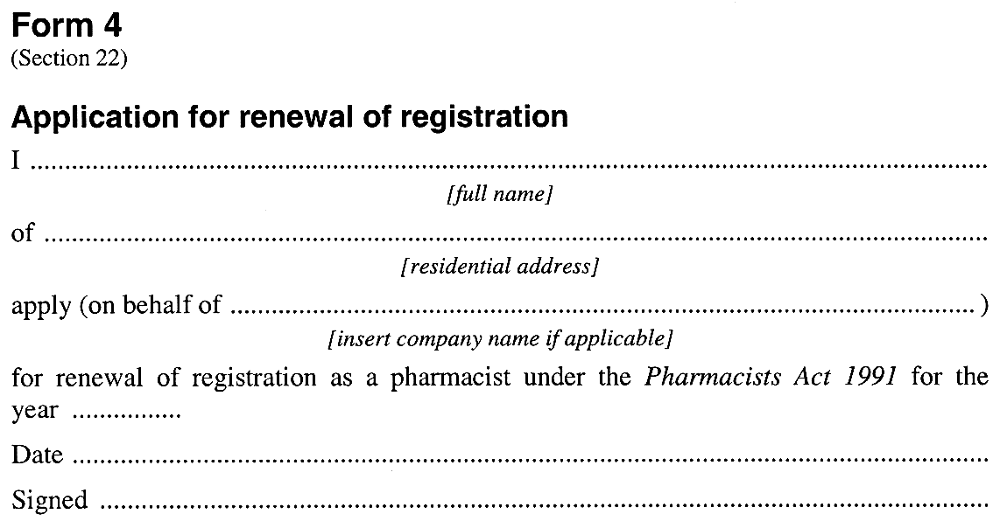 Form 4
(Section 22)
Application for renewal of registration
I ........................................................................................................................................
[full name]
of ......................................................................................................................................
[residential address]
apply (on behalf of .......................................................................................................... )
[insert company name if applicable]
for renewal of registration as a pharmacist under the Pharmacists Act 1991 for the
year ................
Date ..................................................................................................................................
Signed ..............................................................................................................................